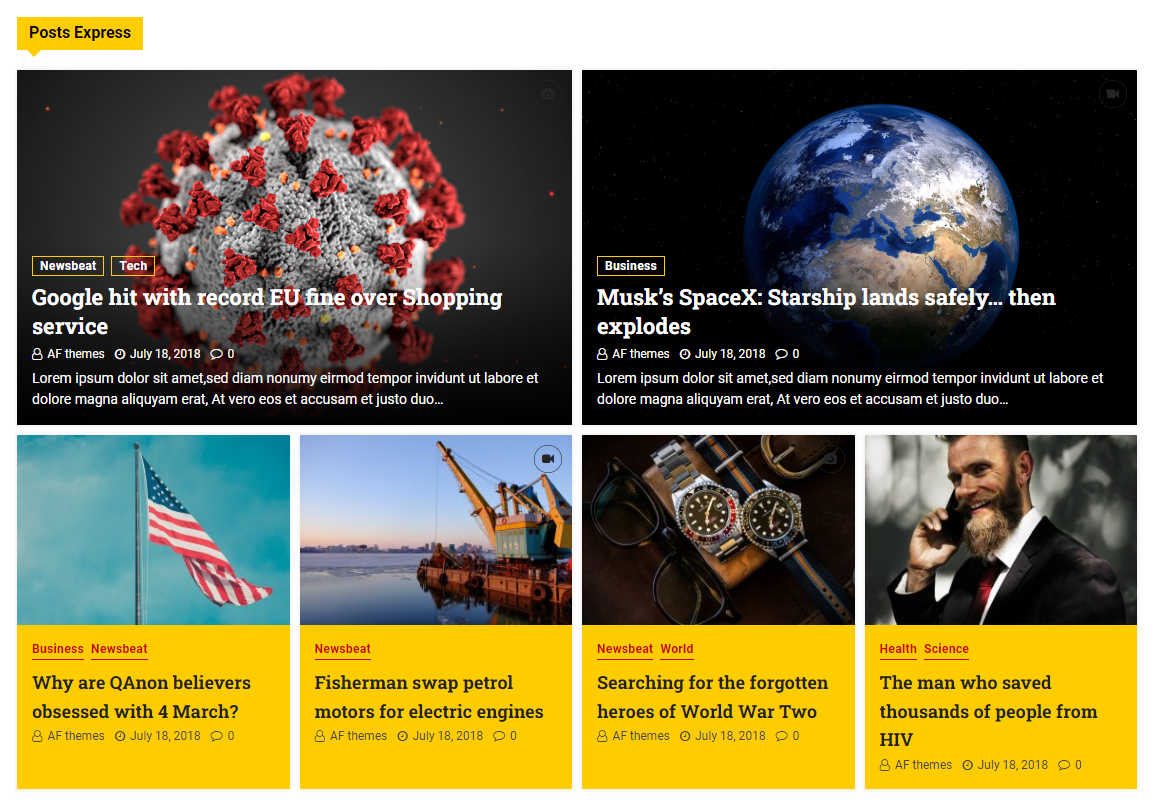 Posts Express
Newsbeat Tech
Google hit with record EU fine over Shopping
service
AF themes July 18, 2018 0
Lorem ipsum dolor sit amet,sed diam nonumy eirmod tempor invidunt ut labore et
dolore magna aliquyam erat, At vero eos et accusam et justo duo...
Business
Musk’s SpaceX: Starship lands safely… then
explodes
AF themes July 18, 2018 0
Lorem ipsum dolor sit amet,sed diam nonumy eirmod tempor invidunt ut labore et
dolore magna aliquyam erat, At vero eos et accusam et justo duo...
Business Newsbeat
Why are QAnon believers
obsessed with 4 March?
AF themes July 18, 2018 0
Newsbeat
Fisherman swap petrol
motors for electric engines
AF themes July 18, 2018 0
Newsbeat World
Searching for the forgotten
heroes of World War Two
AF themes July 18, 2018 0
Health Science
The man who saved
thousands of people from
HIV
AF themes July 18, 2018 0